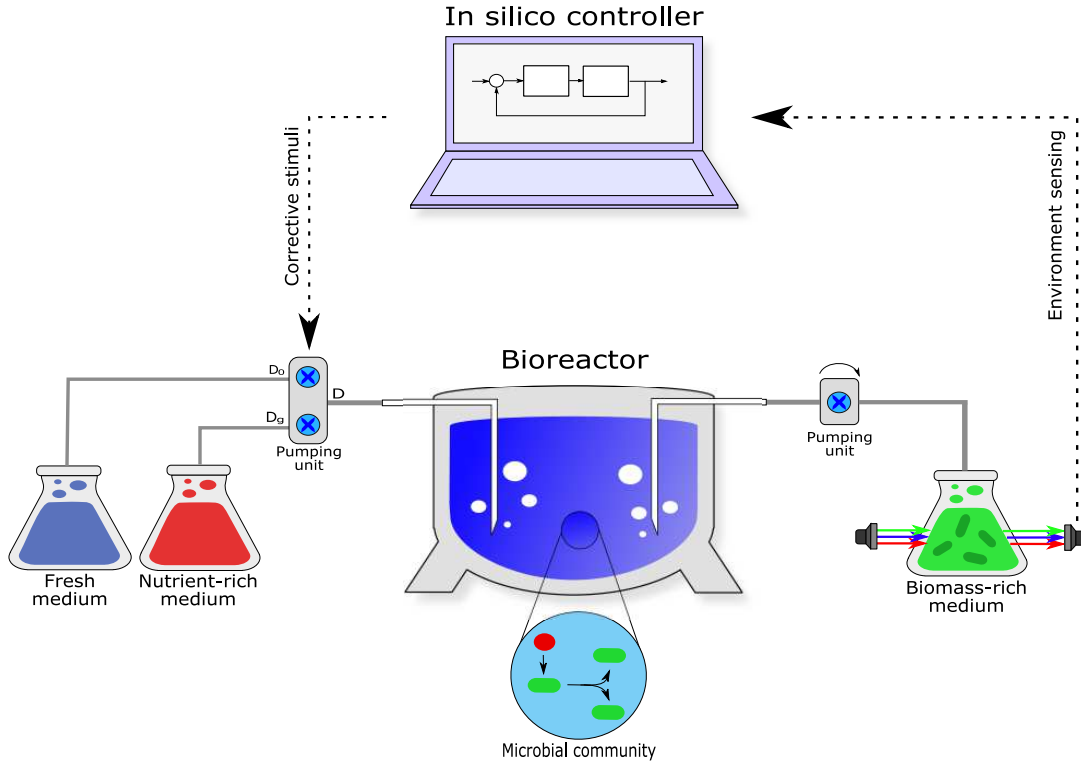 In silico controller
Corrective stimuli
Environment sensing
Bioreactor
Do
D
Dg
Pumping
unit
Pumping
unit
Fresh
medium
Nutrient-rich
medium
Biomass-rich
medium
Microbial community